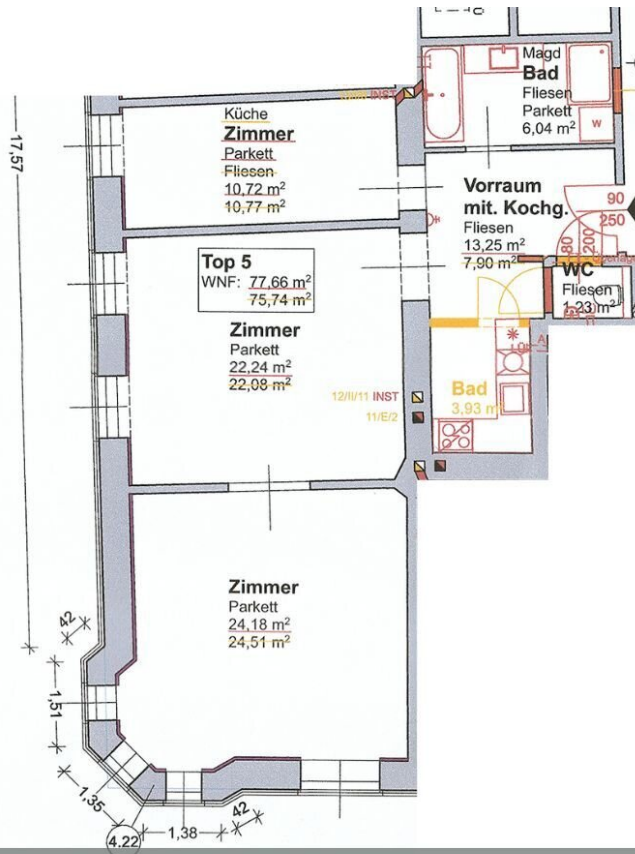 Magd
Bad
Fliesen
Parkett
6,04 m²
W
INST
Küche
Zimmer
Parkett
Fliesen
10,72 m²
10,77 m²
17,57
Vorraum
mit. Kochg.
Fliesen
13,25 m²
7,90 m²
90
250
80
200
WC
Fliesen
1,23 m²
Top 5
WNF: 77,66 m²
75,74 m²
Zimmer
Parkett
22,24 m²
22,08 m²
12/II/11 INST
11/E/2
Bad
3,93 m²
Zimmer
Parkett
24,18 m²
24,51 m²
42
1,51
1,35
4.22
1,38
42